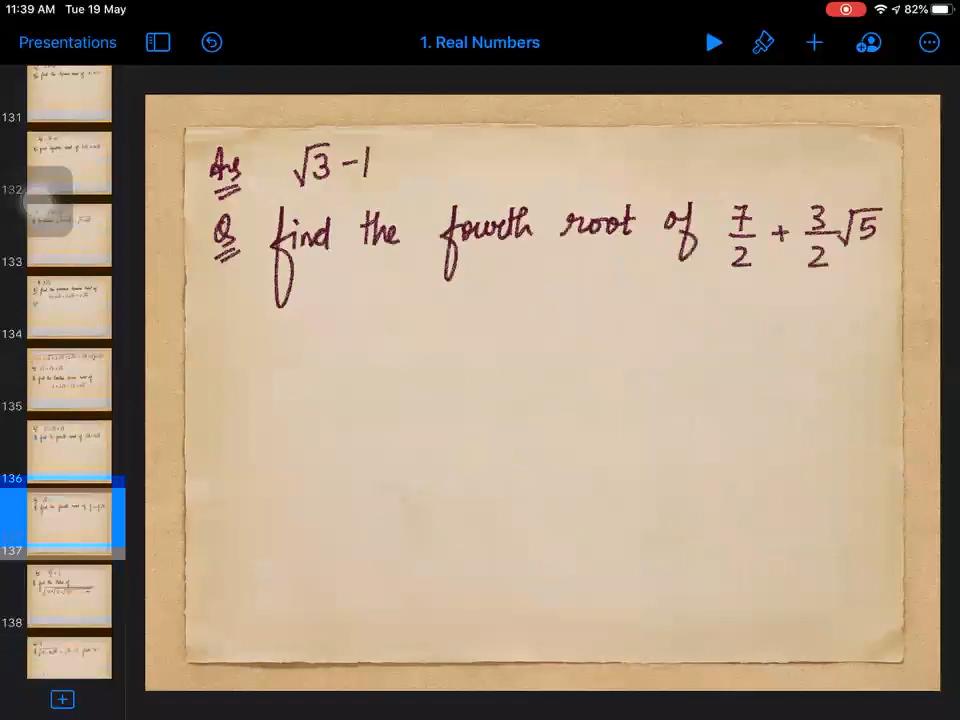 11:39 AM Tue 19 May
82%
Presentations
1. Real Numbers
131
132
133
134
135
136
137
138
Ans √3 - 1
Q find the fourth root of 7/2 + 3/2 √5